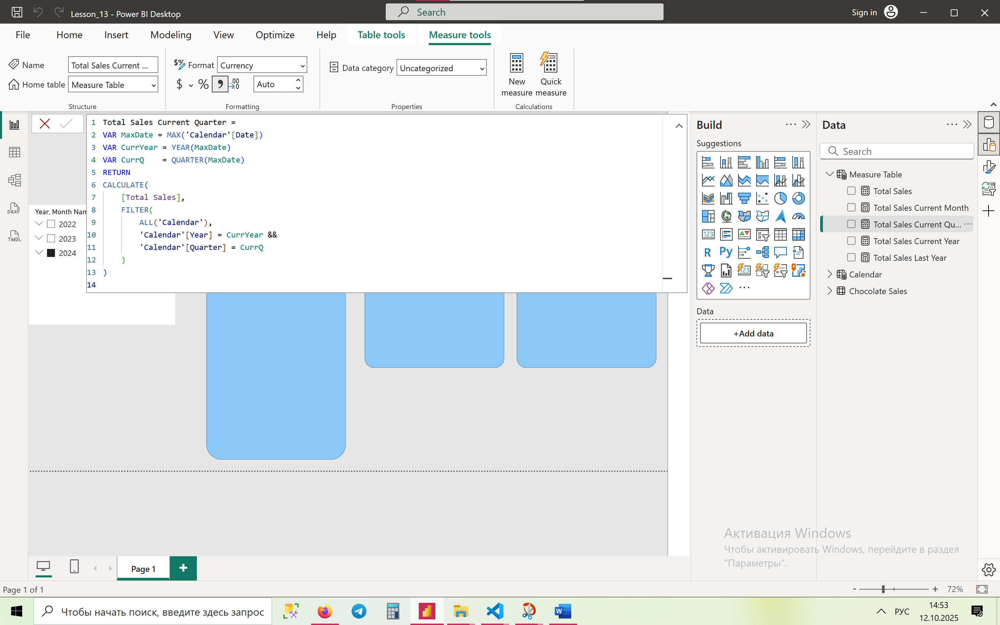 Lesson_13 - Power BI Desktop
Search
Sign in
File Home Insert Modeling View Optimize Help Table tools Measure tools
Name Total Sales Current ...
Home table Measure Table
Structure
$% Format Currency
$ % , .00 .0 Auto
Formatting
Data category Uncategorized
Properties
New measure
Quick measure
Calculations
1 Total Sales Current Quarter =
2 VAR MaxDate = MAX('Calendar'[Date])
3 VAR CurrYear = YEAR(MaxDate)
4 VAR CurrQ    = QUARTER(MaxDate)
5 RETURN
6 CALCULATE(
7     [Total Sales],
8     FILTER(
9         ALL('Calendar'),
10         'Calendar'[Year] = CurrYear &&
11         'Calendar'[Quarter] = CurrQ
12     )
13 )
14
DAX
TMDL
Year, Month Nam
2022
2023
2024
Build
Suggestions
123
R Py
123
Data
+Add data
Data
Search
Measure Table
Total Sales
Total Sales Current Month
Total Sales Current Qu... ...
Total Sales Current Year
Total Sales Last Year
Calendar
Chocolate Sales
Активация Windows
Чтобы активировать Windows, перейдите в раздел
"Параметры".
Page 1 +
Page 1 of 1
- + 72%
Чтобы начать поиск, введите здесь запрос
W
РУС
14:53
12.10.2025